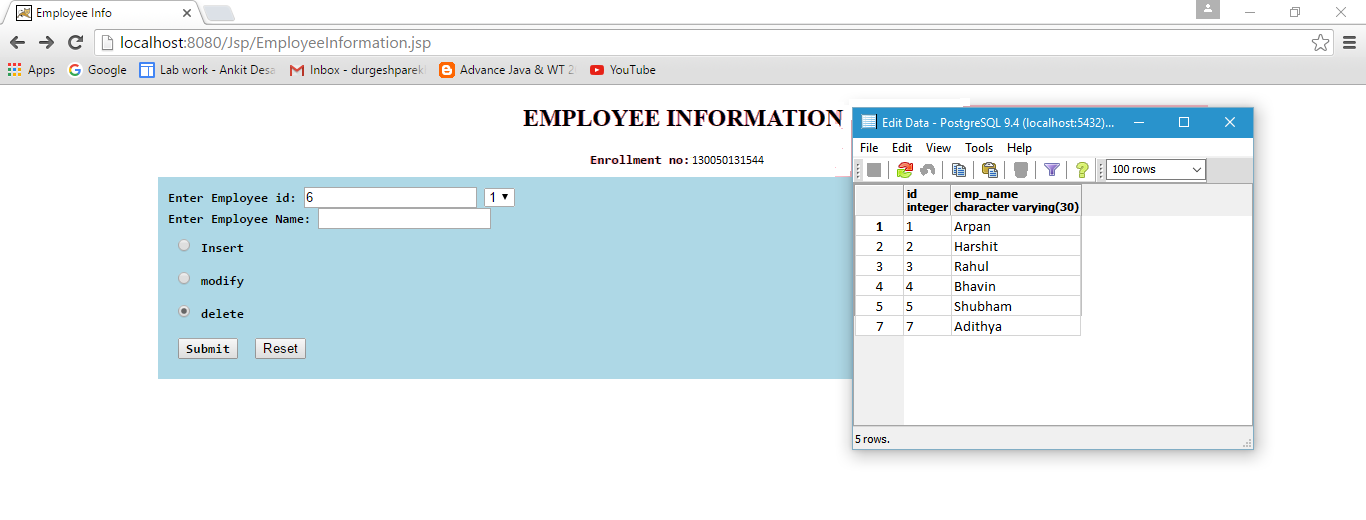 Employee Info
localhost:8080/Jsp/EmployeeInformation.jsp
Apps Google Lab work - Ankit Desa Inbox - durgeshparek Advance Java & WT 2 YouTube
EMPLOYEE INFORMATION
Enrollment no: 130050131544
Enter Employee id: 6 1
Enter Employee Name:
Insert
modify
delete
Submit Reset
Edit Data - PostgreSQL 9.4 (localhost:5432)...
File Edit View Tools Help
100 rows
id emp_name
integer character varying(30)
1 1 Arpan
2 2 Harshit
3 3 Rahul
4 4 Bhavin
5 5 Shubham
7 7 Adithya
5 rows.